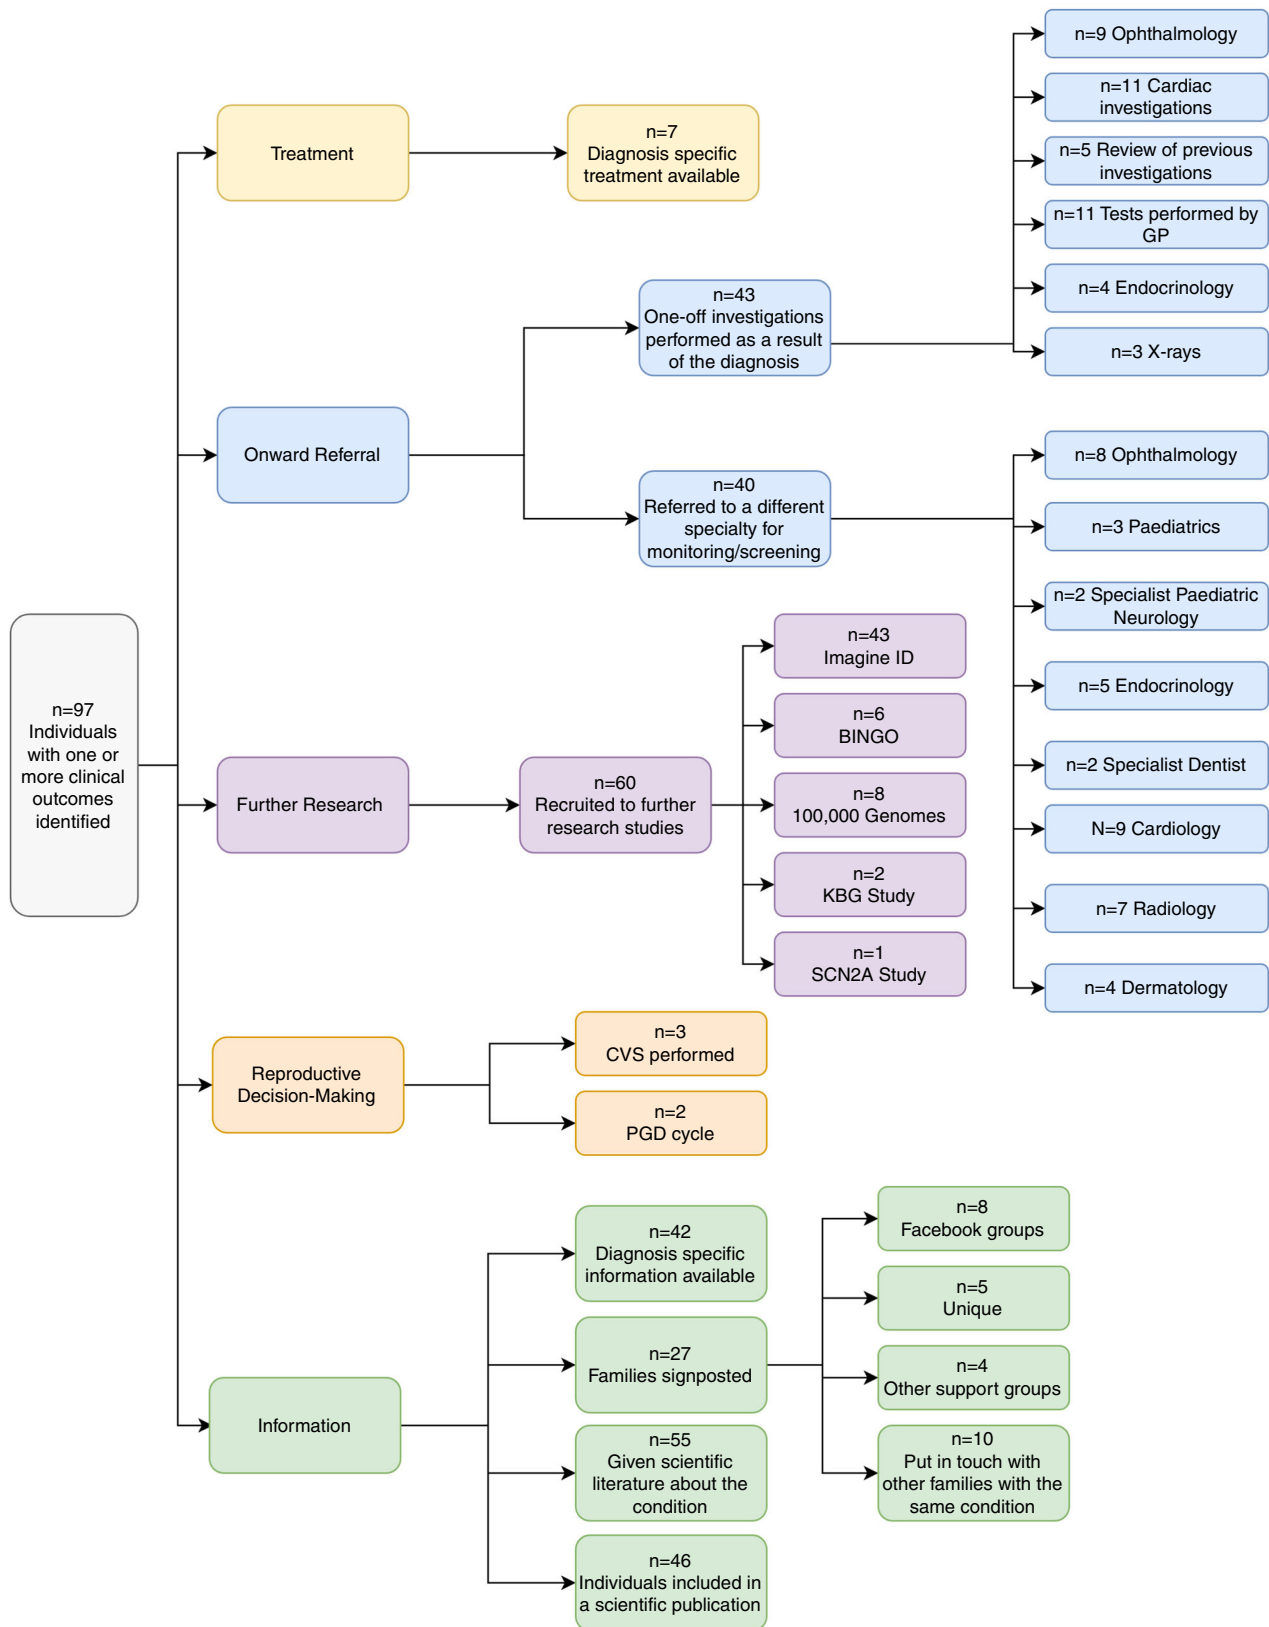 n=97
Individuals
with one or
more clinical
outcomes
identified
Treatment
n=7
Diagnosis specific
treatment available
Onward Referral
n=43
One-off investigations
performed as a result
of the diagnosis
n=9 Ophthalmology
n=11 Cardiac
investigations
n=5 Review of previous
investigations
n=11 Tests performed by
GP
n=4 Endocrinology
n=3 X-rays
n=40
Referred to a different
specialty for
monitoring/screening
n=8 Ophthalmology
n=3 Paediatrics
n=2 Specialist Paediatric
Neurology
n=5 Endocrinology
n=2 Specialist Dentist
N=9 Cardiology
n=7 Radiology
n=4 Dermatology
Further Research
n=60
Recruited to further
research studies
n=43
Imagine ID
n=6
BINGO
n=8
100,000 Genomes
n=2
KBG Study
n=1
SCN2A Study
Reproductive
Decision-Making
n=3
CVS performed
n=2
PGD cycle
Information
n=42
Diagnosis specific
information available
n=27
Families signposted
n=8
Facebook groups
n=5
Unique
n=4
Other support groups
n=10
Put in touch with
other families with the
same condition
n=55
Given scientific
literature about the
condition
n=46
Individuals included in
a scientific publication